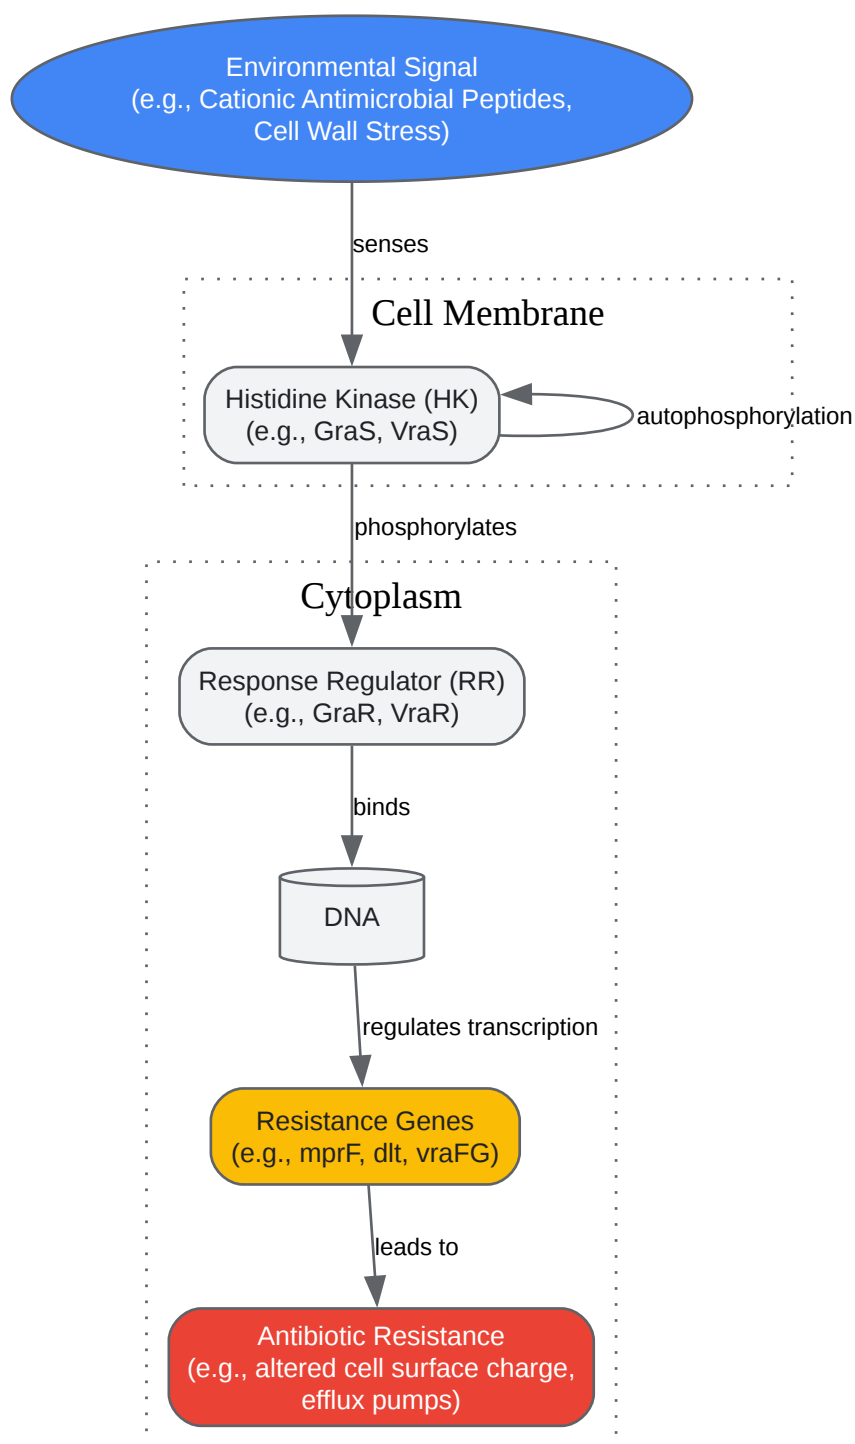 Environmental Signal
(e.g., Cationic Antimicrobial Peptides,
Cell Wall Stress)
senses
Cell Membrane
Histidine Kinase (HK)
(e.g., GraS, VraS)
autophosphorylation
phosphorylates
Cytoplasm
Response Regulator (RR)
(e.g., GraR, VraR)
binds
DNA
regulates transcription
Resistance Genes
(e.g., mprF, dlt, vraFG)
leads to
Antibiotic Resistance
(e.g., altered cell surface charge,
efflux pumps)